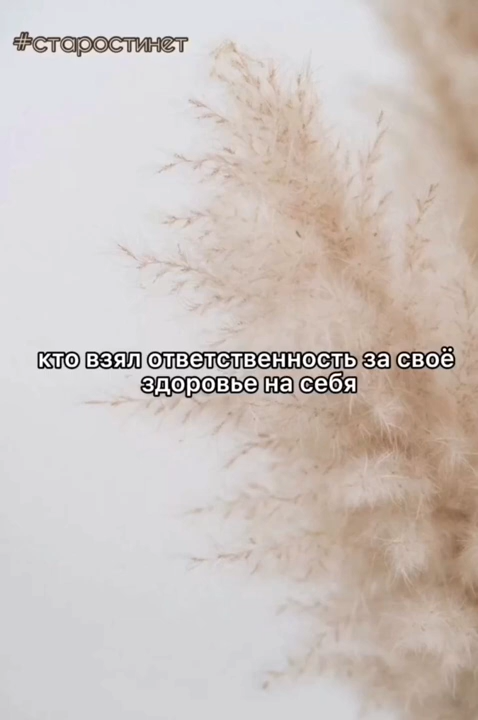 #старостинет
кто взял ответственность за своё
здоровье на себя